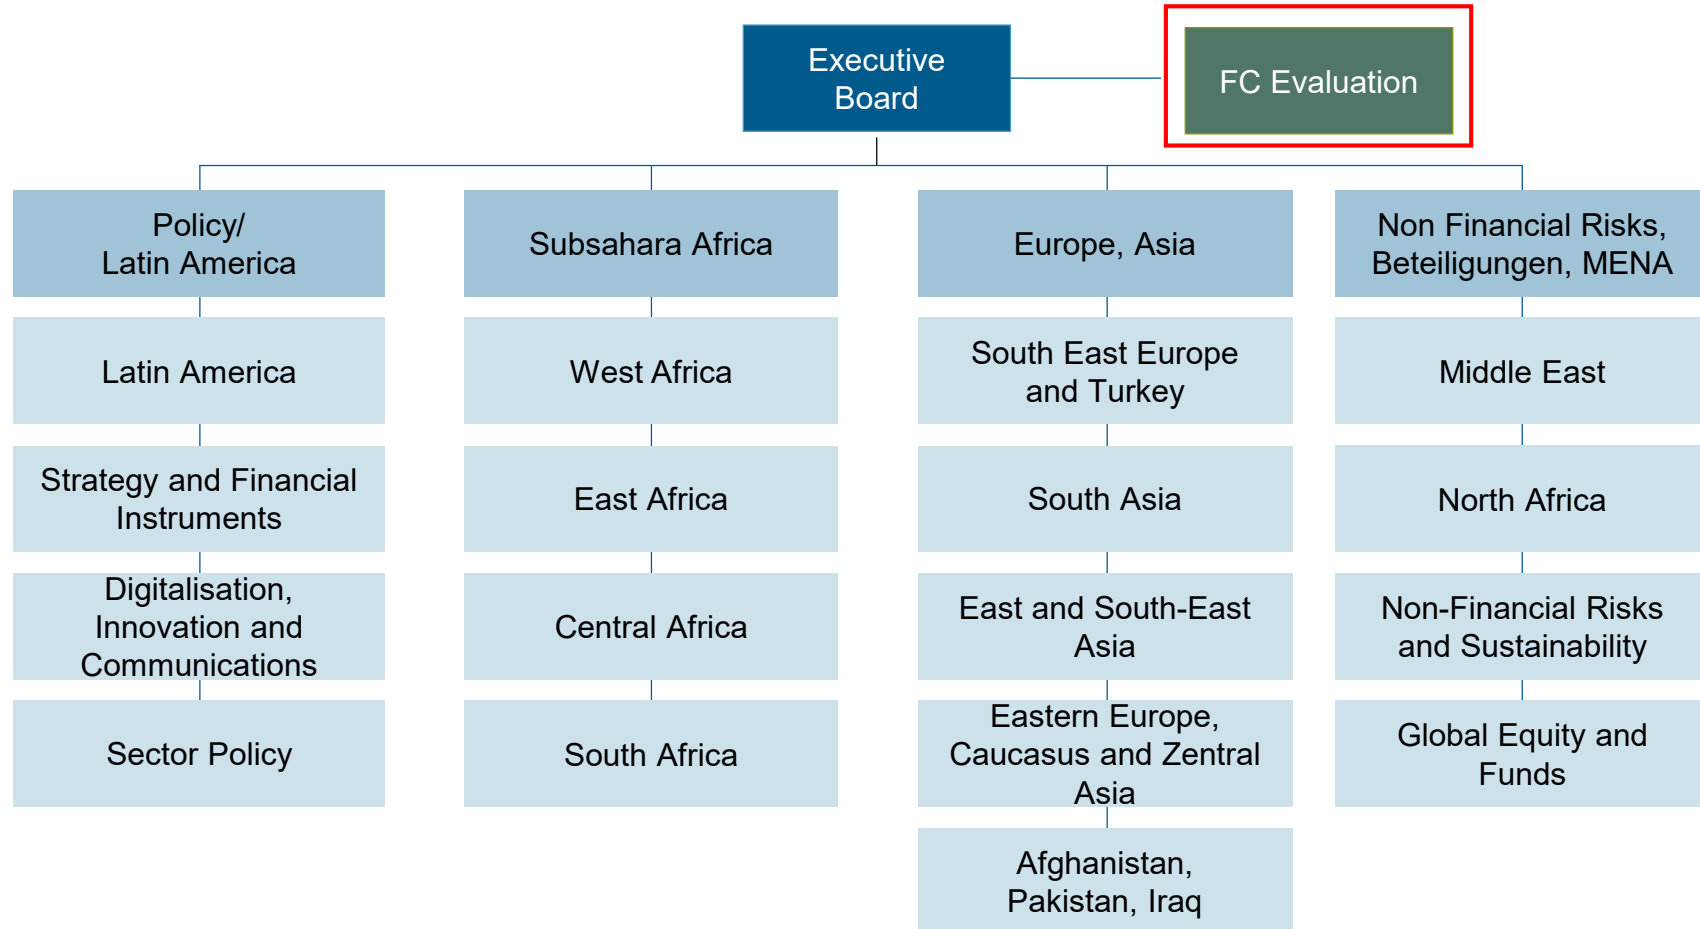 Executive
Board
FC Evaluation
Policy/
Latin America
Subsahara Africa
Europe, Asia
Non Financial Risks,
Beteiligungen, MENA
Latin America
West Africa
South East Europe
and Turkey
Middle East
Strategy and Financial
Instruments
East Africa
South Asia
North Africa
Digitalisation,
Innovation and
Communications
Central Africa
East and South-East
Asia
Non-Financial Risks
and Sustainability
Sector Policy
South Africa
Eastern Europe,
Caucasus and Zentral
Asia
Global Equity and
Funds
Afghanistan,
Pakistan, Iraq